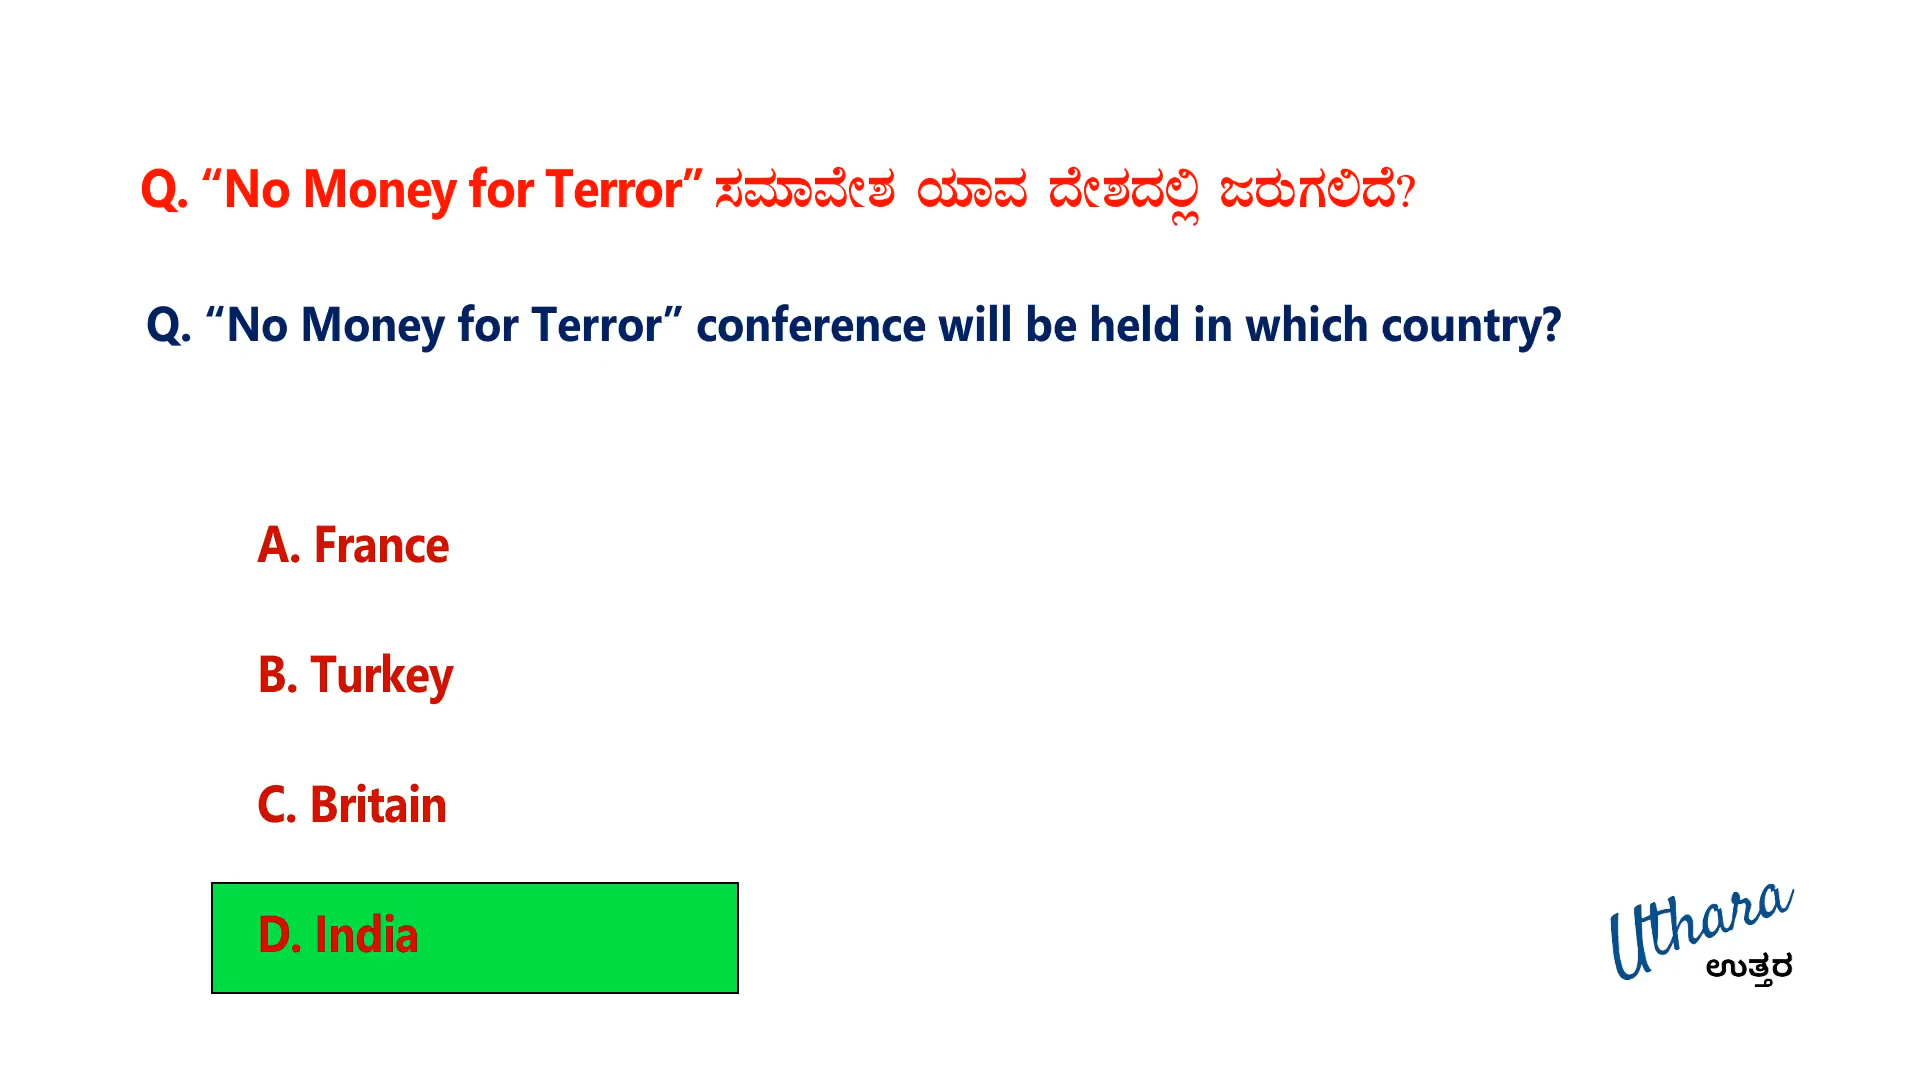 Q. “No Money for Terror” ಸಮಾವೇಶ ಯಾವ ದೇಶದಲ್ಲಿ ಜರುಗಲಿದೆ?
Q. “No Money for Terror” conference will be held in which country?
A. France
B. Turkey
C. Britain
D. India
Uthara
ಉತ್ತರ